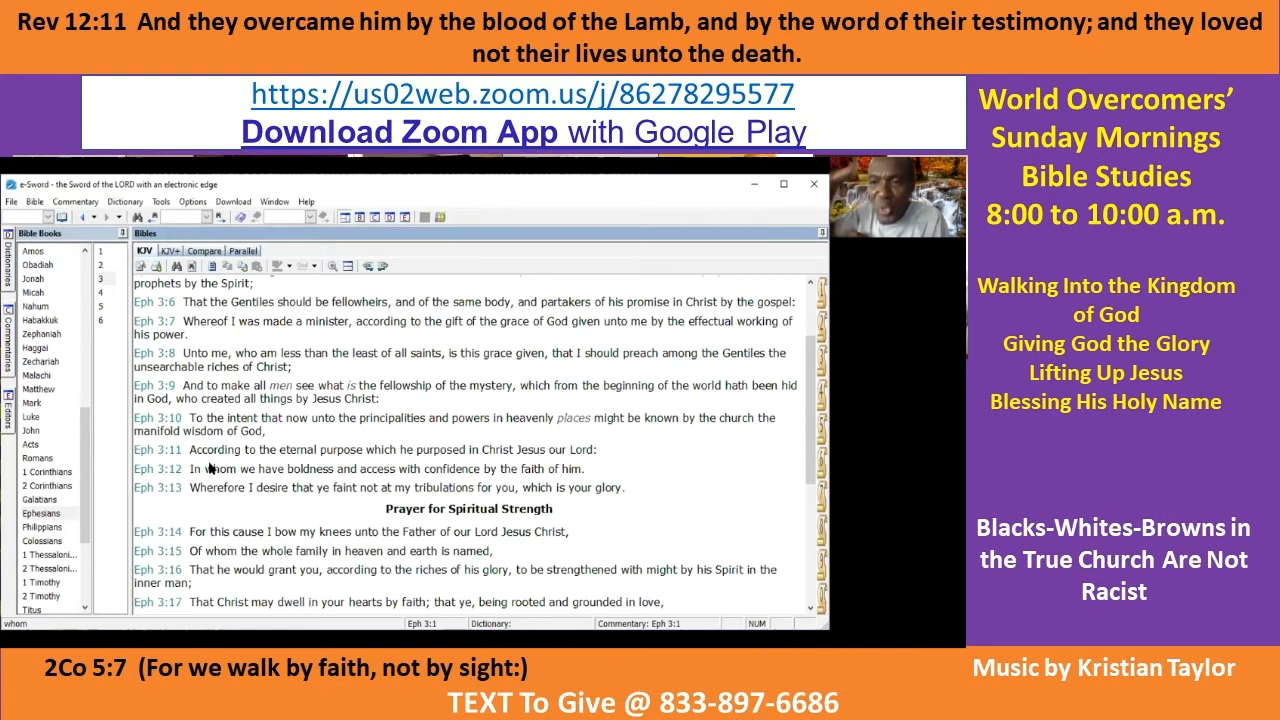 Rev 12:11 And they overcame him by the blood of the Lamb, and by the word of their testimony; and they loved
not their lives unto the death.
https://us02web.zoom.us/j/86278295577
Download Zoom App with Google Play
World Overcomers'
Sunday Mornings
Bible Studies
8:00 to 10:00 a.m.
Walking Into the Kingdom
of God
Giving God the Glory
Lifting Up Jesus
Blessing His Holy Name
Blacks-Whites-Browns in
the True Church Are Not
Racist
e-Sword - the Sword of the LORD with an electronic edge
File Bible Commentary Dictionary Tools Options Download Window Help
B C D E
Bible Books
Bibles
Dictionaries
Commentaries
Editors
Amos
Obadiah
Jonah
Micah
Nahum
Habakkuk
Zephaniah
Haggai
Zechariah
Malachi
Matthew
Mark
Luke
John
Acts
Romans
1 Corinthians
2 Corinthians
Galatians
Ephesians
Philippians
Colossians
1 Thessaloni...
2 Thessaloni...
1 Timothy
2 Timothy
Titus
1
2
3
4
5
6
KJV KJV+ Compare Parallel
prophets by the Spirit;
Eph 3:6 That the Gentiles should be fellowheirs, and of the same body, and partakers of his promise in Christ by the gospel:
Eph 3:7 Whereof I was made a minister, according to the gift of the grace of God given unto me by the effectual working of
his power.
Eph 3:8 Unto me, who am less than the least of all saints, is this grace given, that I should preach among the Gentiles the
unsearchable riches of Christ;
Eph 3:9 And to make all men see what is the fellowship of the mystery, which from the beginning of the world hath been hid
in God, who created all things by Jesus Christ:
Eph 3:10 To the intent that now unto the principalities and powers in heavenly places might be known by the church the
manifold wisdom of God,
Eph 3:11 According to the eternal purpose which he purposed in Christ Jesus our Lord:
Eph 3:12 In whom we have boldness and access with confidence by the faith of him.
Eph 3:13 Wherefore I desire that ye faint not at my tribulations for you, which is your glory.
Prayer for Spiritual Strength
Eph 3:14 For this cause I bow my knees unto the Father of our Lord Jesus Christ,
Eph 3:15 Of whom the whole family in heaven and earth is named,
Eph 3:16 That he would grant you, according to the riches of his glory, to be strengthened with might by his Spirit in the
inner man;
Eph 3:17 That Christ may dwell in your hearts by faith; that ye, being rooted and grounded in love,
whom
Eph 3:1
Dictionary:
Commentary: Eph 3:1
NUM
2Co 5:7 (For we walk by faith, not by sight:)
Music by Kristian Taylor
TEXT To Give @ 833-897-6686